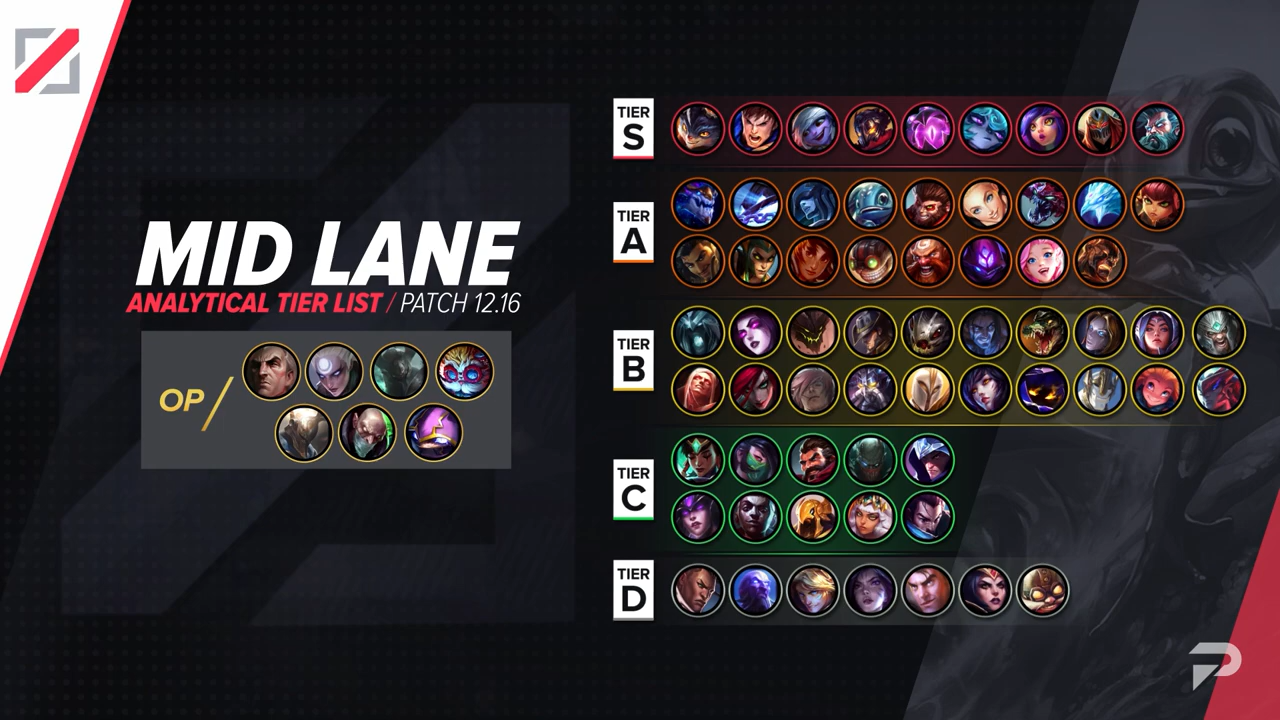 MID LANE
ANALYTICAL TIER LIST / PATCH 12.16
OP/
TIER
S
TIER
A
TIER
B
TIER
C
TIER
D